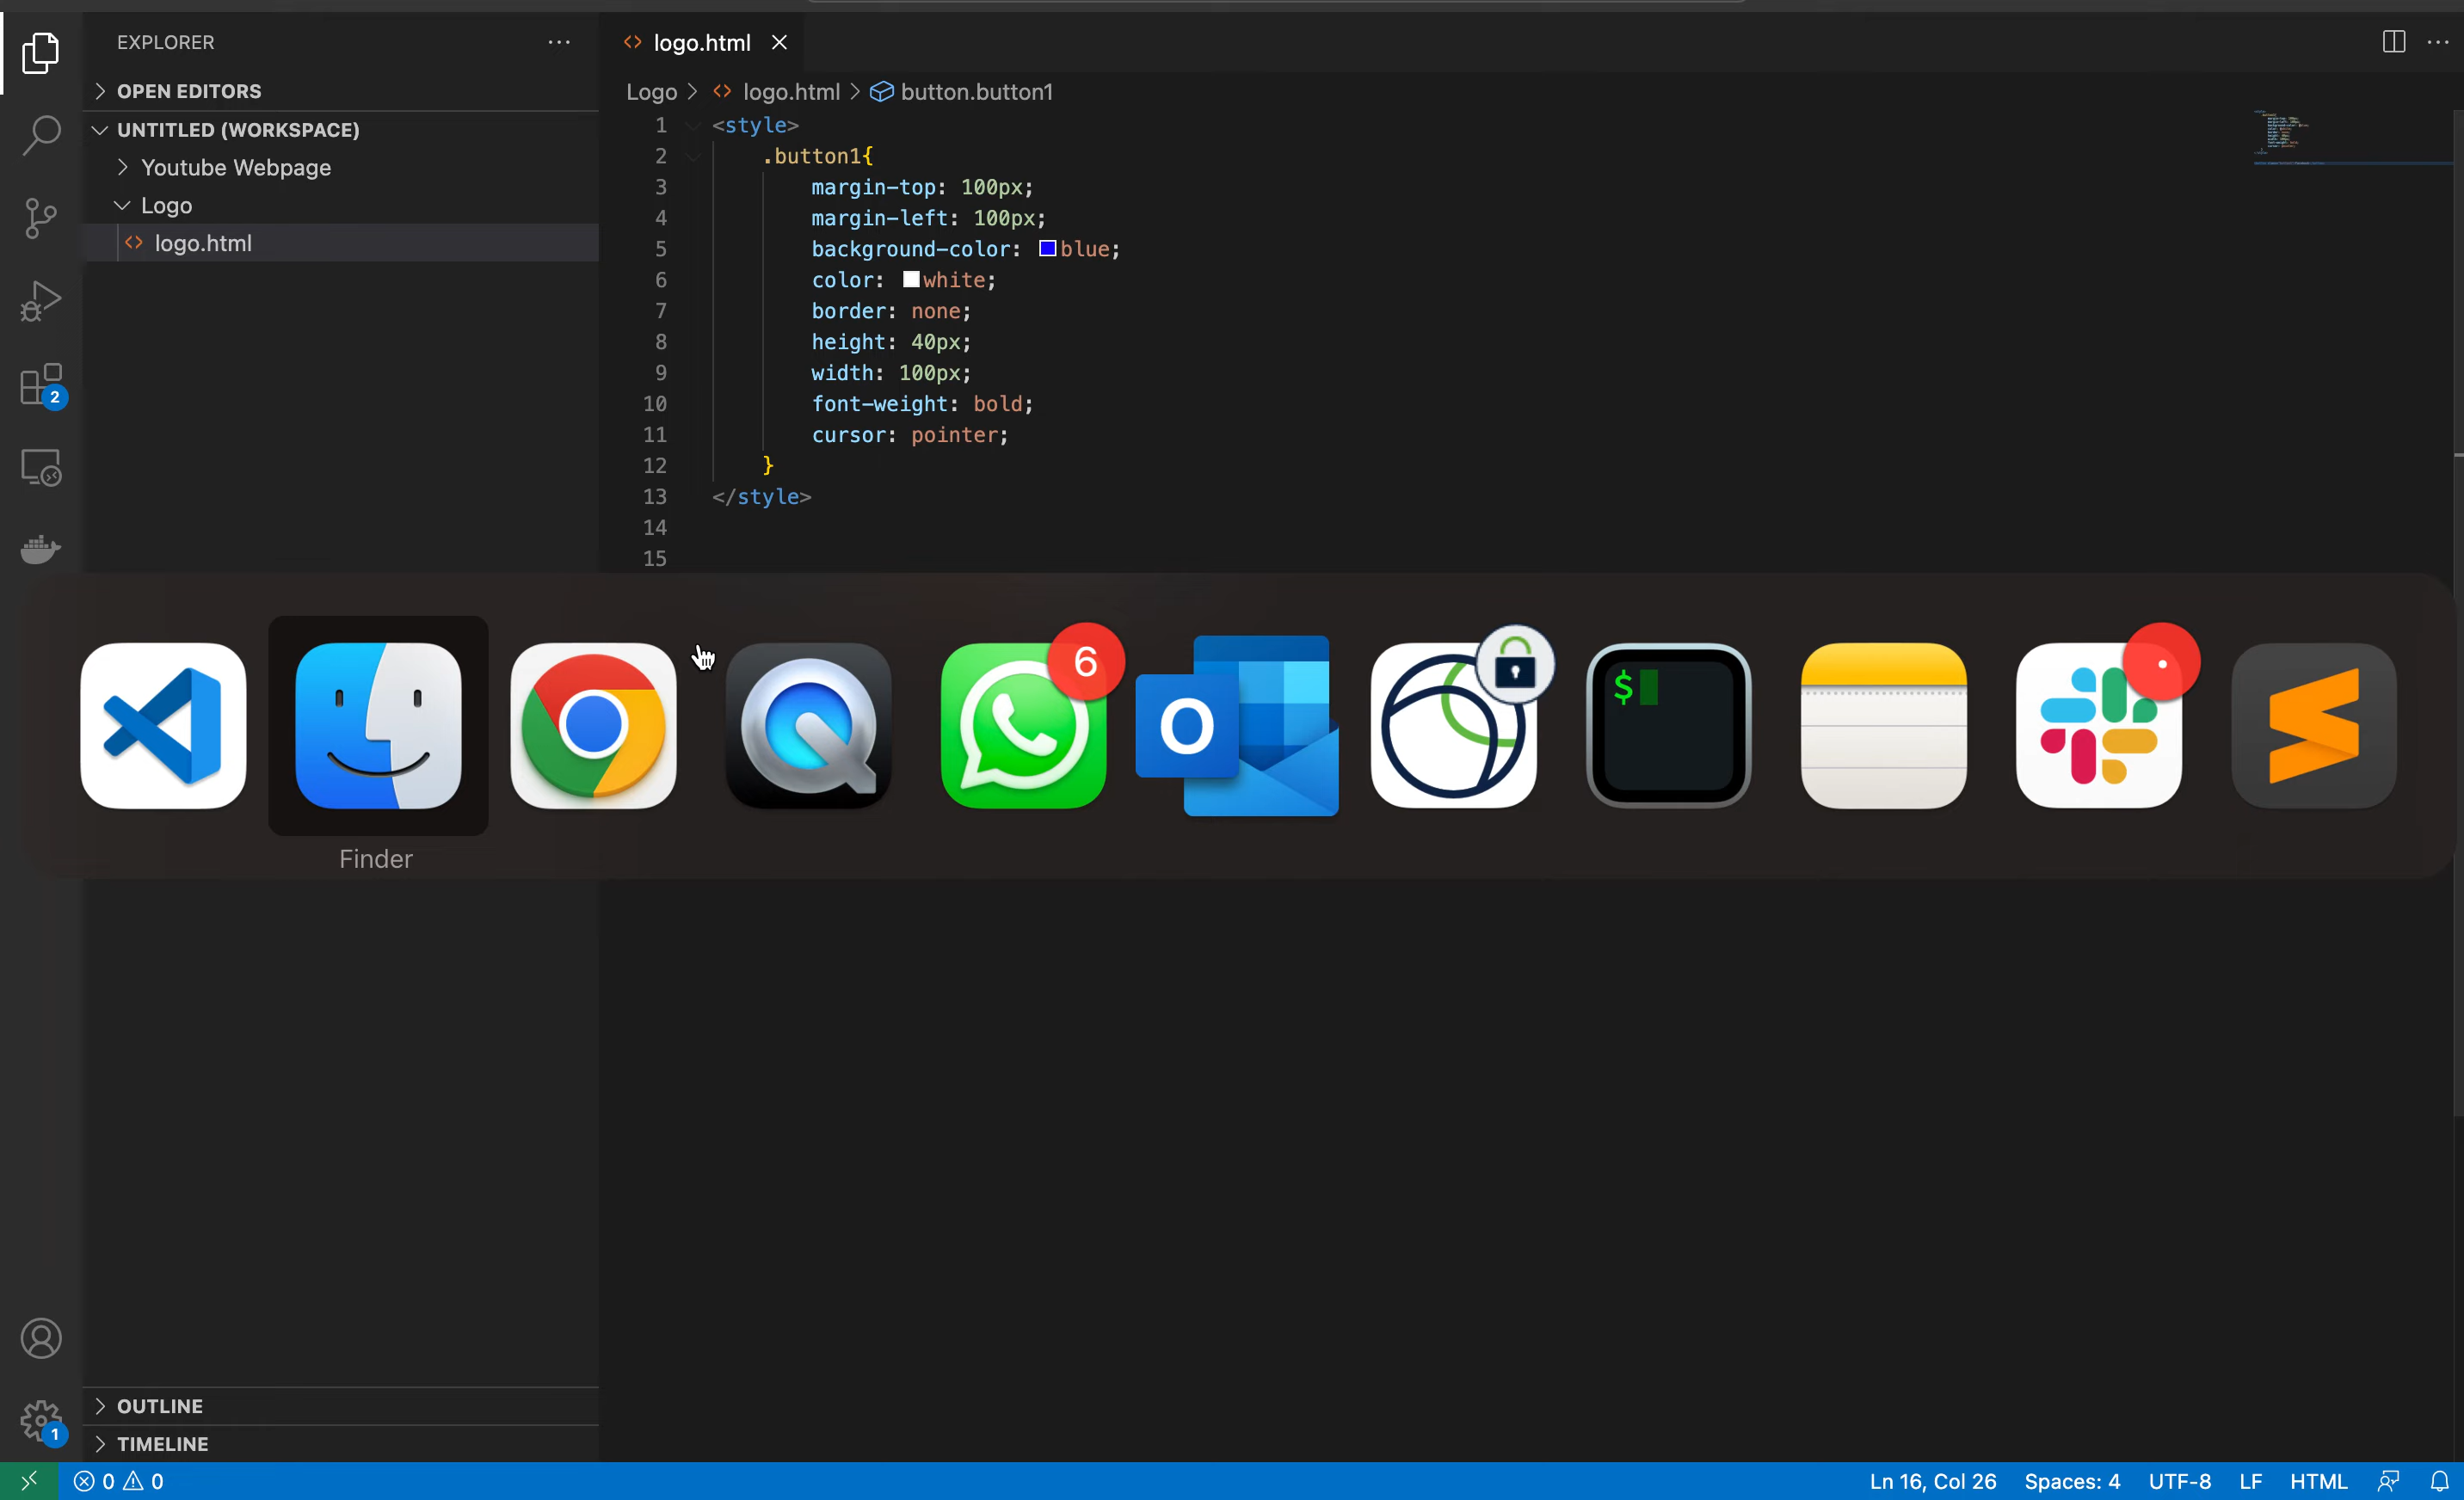 EXPLORER
OPEN EDITORS
UNTITLED (WORKSPACE)
Youtube Webpage
Logo
logo.html
logo.html
Logo > logo.html > button.button1
1 <style>
2 .button1{
3 margin-top: 100px;
4 margin-left: 100px;
5 background-color: blue;
6 color: white;
7 border: none;
8 height: 40px;
9 width: 100px;
10 font-weight: bold;
11 cursor: pointer;
12 }
13 </style>
14
15
2
6
O
$
Finder
OUTLINE
TIMELINE
1
0 0
Ln 16, Col 26 Spaces: 4 UTF-8 LF HTML